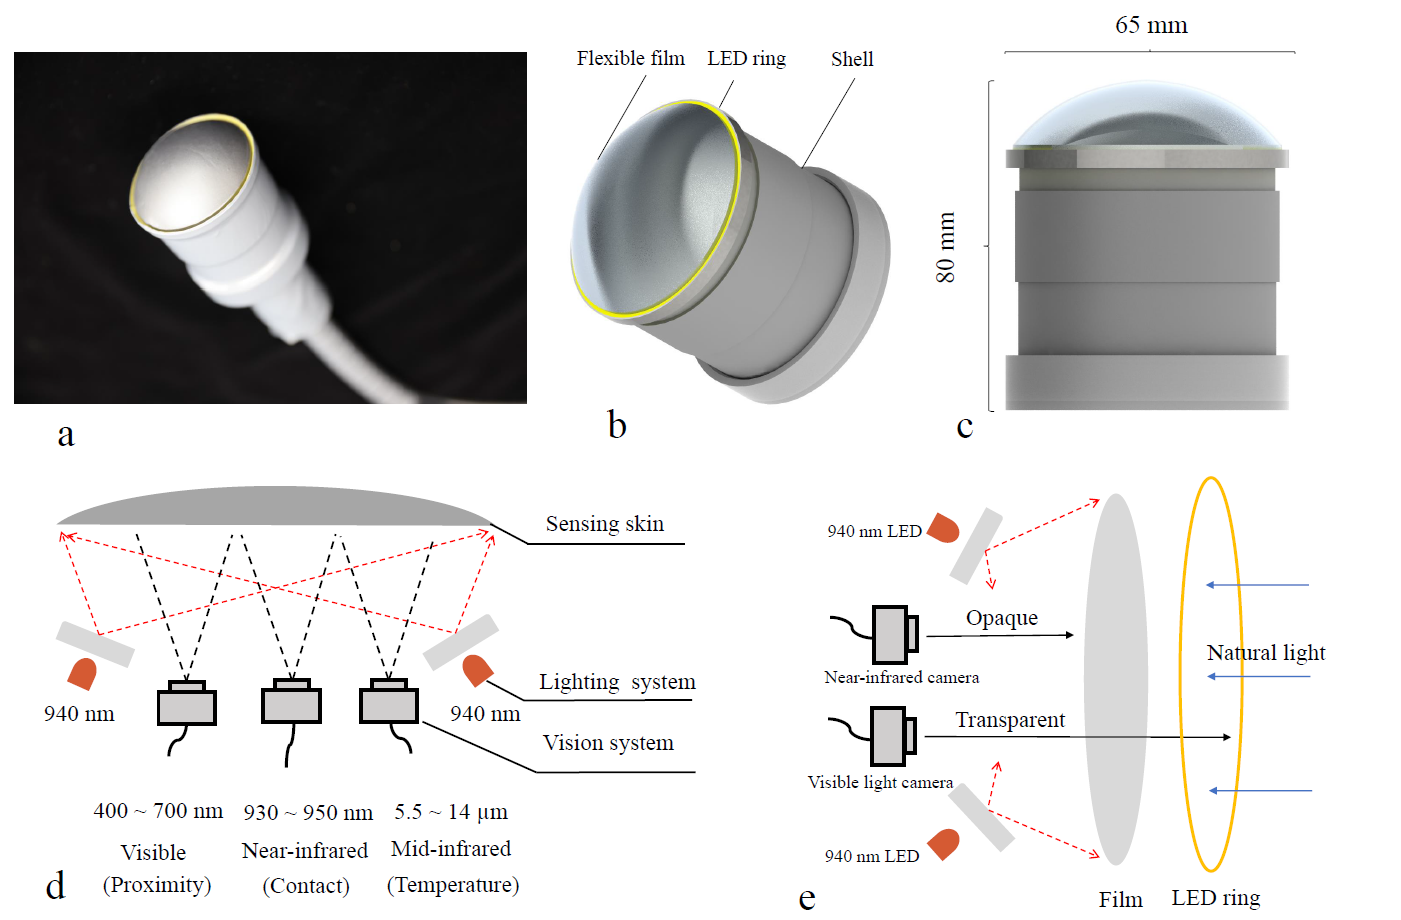 65 mm
Flexible film
LED ring
Shell
80 mm
a
b
c
Sensing skin
Lighting system
940 nm
940 nm
Vision system
400 ~ 700 nm
930 ~ 950 nm
5.5 ~ 14 μm
Visible
(Proximity)
Near-infrared
(Contact)
Mid-infrared
(Temperature)
d
940 nm LED
Opaque
Near-infrared camera
Natural light
Transparent
Visible light camera
940 nm LED
Film
LED ring
e